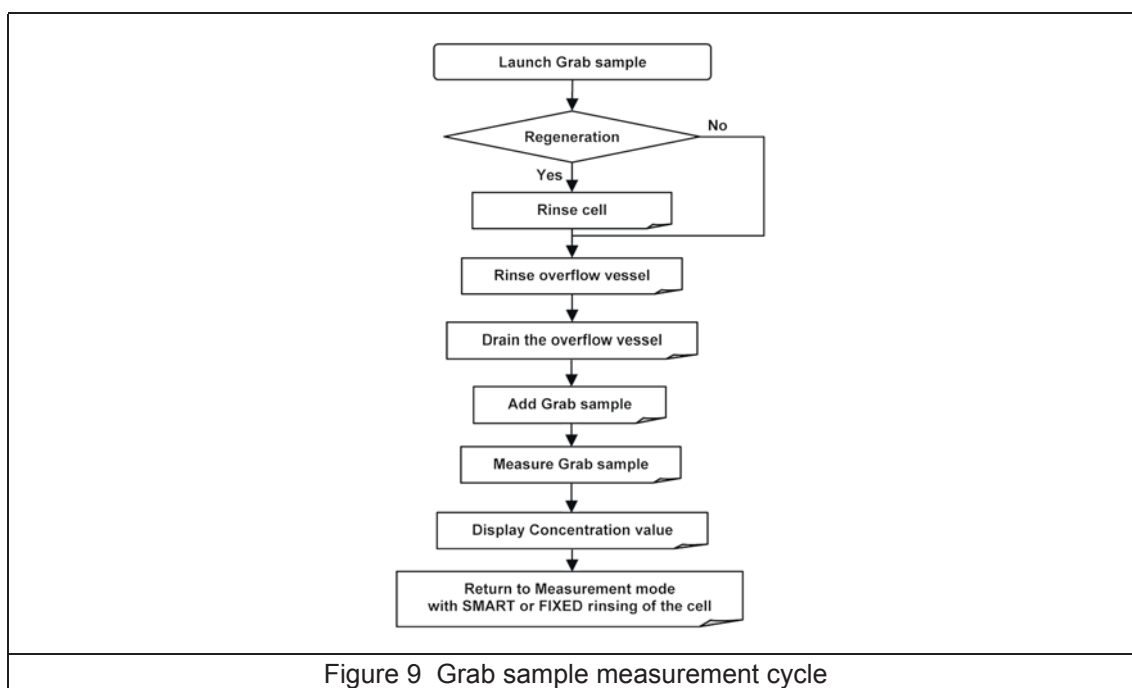 Launch Grab sample
Regeneration
No
Yes
Rinse cell
Rinse overflow vessel
Drain the overflow vessel
Add Grab sample
Measure Grab sample
Display Concentration value
Return to Measurement mode
with SMART or FIXED rinsing of the cell
Figure 9 Grab sample measurement cycle